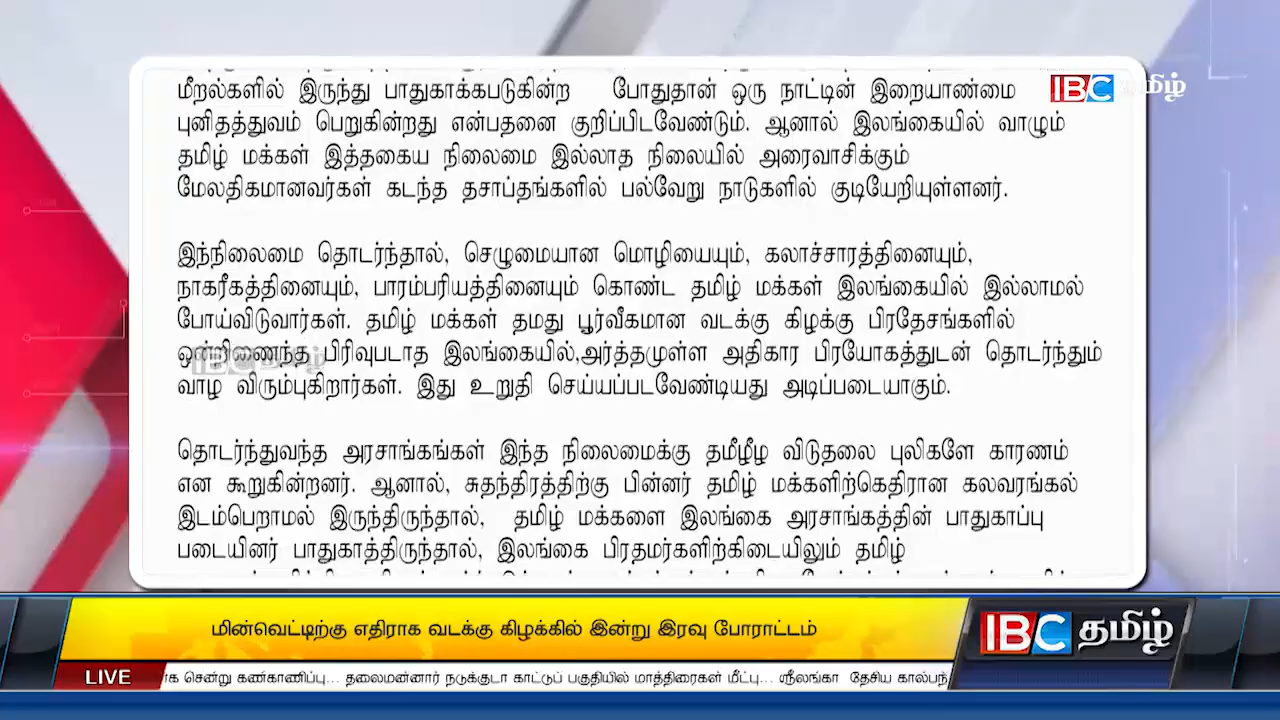 மீறல்களில் இருந்து பாதுகாக்கபடுகின்ற போதுதான் ஒரு நாட்டின் இறையாண்மை
IBC தமிழ்
புனிதத்துவம் பெறுகின்றது என்பதனை குறிப்பிடவேண்டும். ஆனால் இலங்கையில் வாழும்
தமிழ் மக்கள் இத்தகைய நிலைமை இல்லாத நிலையில் அரைவாசிக்கும்
மேலதிகமானவர்கள் கடந்த தசாப்தங்களில் பல்வேறு நாடுகளில் குடியேறியுள்ளனர்.
இந்நிலைமை தொடர்ந்தால், செழுமையான மொழியையும், கலாச்சாரத்தினையும்,
நாகரீகத்தினையும், பாரம்பரியத்தினையும் கொண்ட தமிழ் மக்கள் இலங்கையில் இல்லாமல்
போய்விடுவார்கள். தமிழ் மக்கள் தமது பூர்வீகமான வடக்கு கிழக்கு பிரதேசங்களில்
ஒன்றிணைந்த பிரிவுபடாத இலங்கையில்,அர்த்தமுள்ள அதிகார பிரயோகத்துடன் தொடர்ந்தும்
IBC தமிழ்
வாழ விரும்புகிறார்கள். இது உறுதி செய்யப்படவேண்டியது அடிப்படையாகும்.
தொடர்ந்துவந்த அரசாங்கங்கள் இந்த நிலைமைக்கு தமீழீழ விடுதலை புலிகளே காரணம்
என கூறுகின்றனர். ஆனால், சுதந்திரத்திற்கு பின்னர் தமிழ் மக்களிற்கெதிரான கலவரங்கல்
இடம்பெறாமல் இருந்திருந்தால், தமிழ் மக்களை இலங்கை அரசாங்கத்தின் பாதுகாப்பு
படையினர் பாதுகாத்திருந்தால், இலங்கை பிரதமர்களிற்கிடையிலும் தமிழ்
மின்வெட்டிற்கு எதிராக வடக்கு கிழக்கில் இன்று இரவு போராட்டம்
IBC தமிழ்
LIVE
சென்று கண்காணிப்பு... தலைமன்னார் நடுக்குடா காட்டுப் பகுதியில் மாத்திரைகள் மீட்பு... ஸ்ரீலங்கா தேசிய கால்பந்